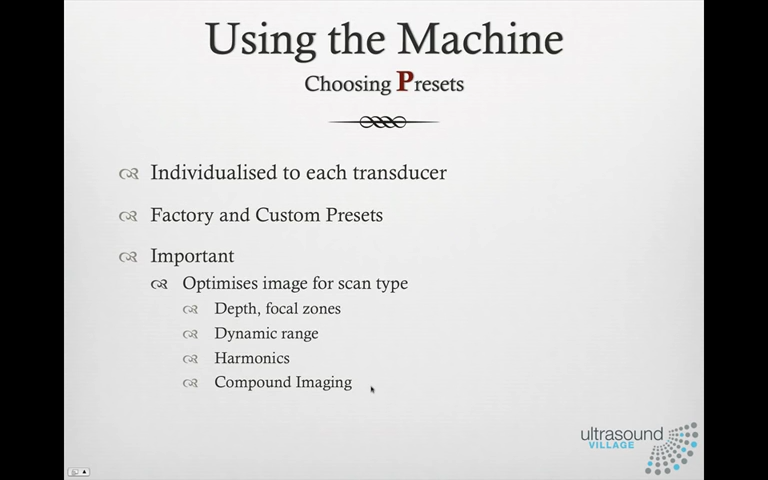 Using the Machine
Choosing Presets
Individualised to each transducer
Factory and Custom Presets
Important
Optimises image for scan type
Depth, focal zones
Dynamic range
Harmonics
Compound Imaging
ultrasound
VILLAGE